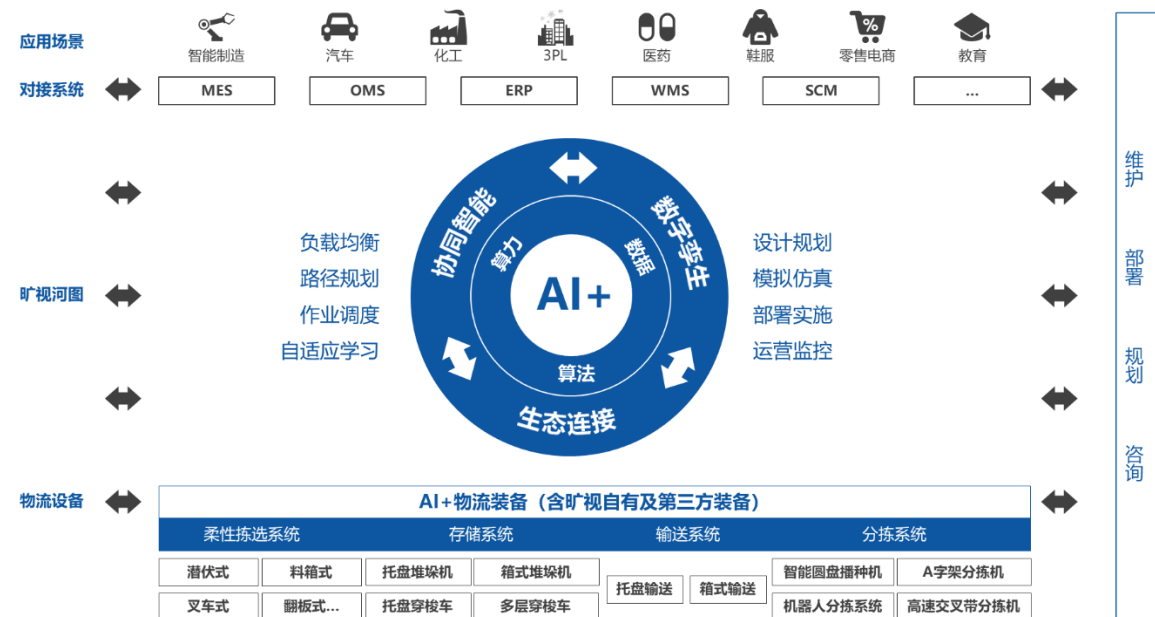 应用场景
智能制造
汽车
化工
3PL
医药
鞋服
零售电商
教育
%
对接系统
MES
OMS
ERP
WMS
SCM
...
旷视河图
负载均衡
路径规划
作业调度
自适应学习
协同智能
数字孪生
生态连接
算力
数据
算法
AI+
设计规划
模拟仿真
部署实施
运营监控
维护
部署
规划
咨询
物流设备
AI+物流装备（含旷视自有及第三方装备）
柔性拣选系统
存储系统
输送系统
分拣系统
潜伏式
料箱式
托盘堆垛机
箱式堆垛机
托盘输送
箱式输送
智能圆盘播种机
A字架分拣机
叉车式
翻板式...
托盘穿梭车
多层穿梭车
机器人分拣系统
高速交叉带分拣机